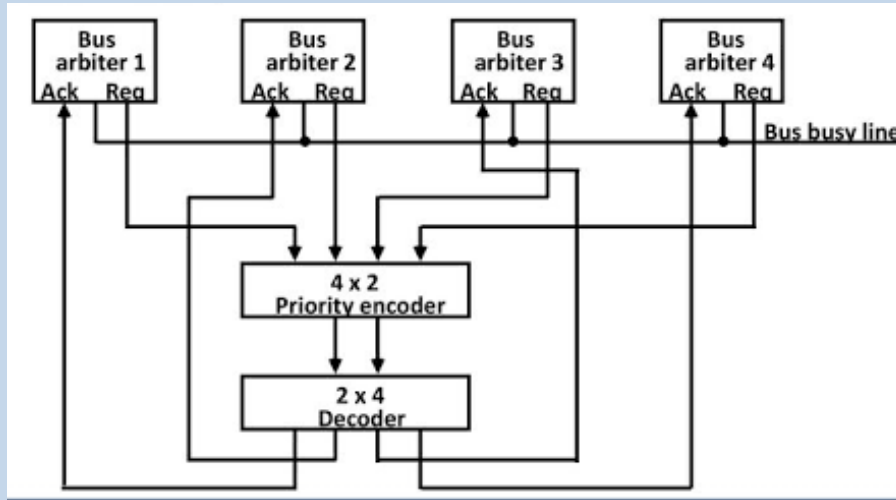 Bus
arbiter 1
Ack Req
Bus
arbiter 2
Ack Req
Bus
arbiter 3
Ack Req
Bus
arbiter 4
Ack Req
Bus busy line
4 x 2
Priority encoder
2 x 4
Decoder